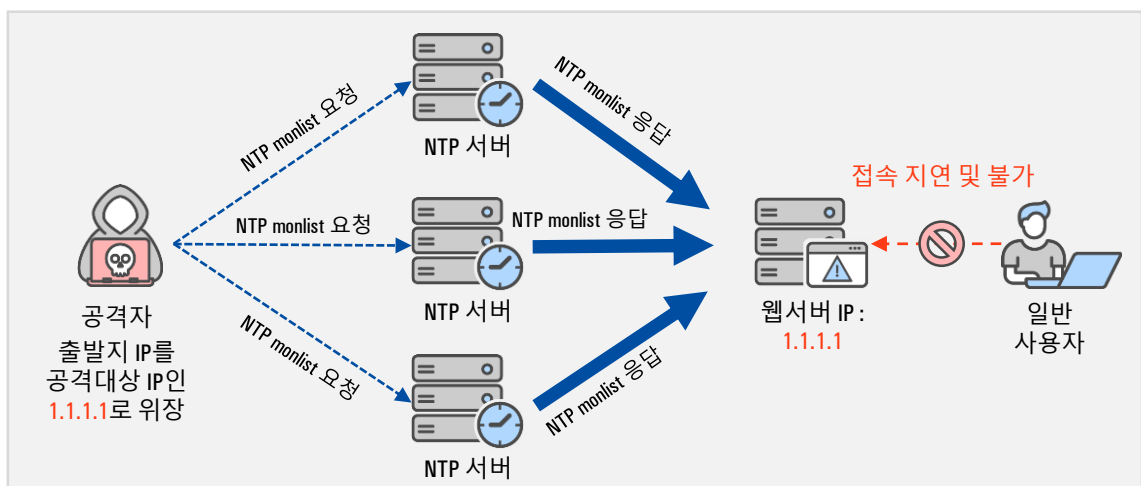 NTP monlist 요청
NTP 서버
NTP monlist 응답
NTP monlist 요청
NTP 서버
NTP monlist 응답
NTP monlist 요청
NTP 서버
NTP monlist 응답
공격자
출발지 IP를
공격대상 IP인
1.1.1.1로 위장
웹서버 IP :
1.1.1.1
접속 지연 및 불가
일반
사용자